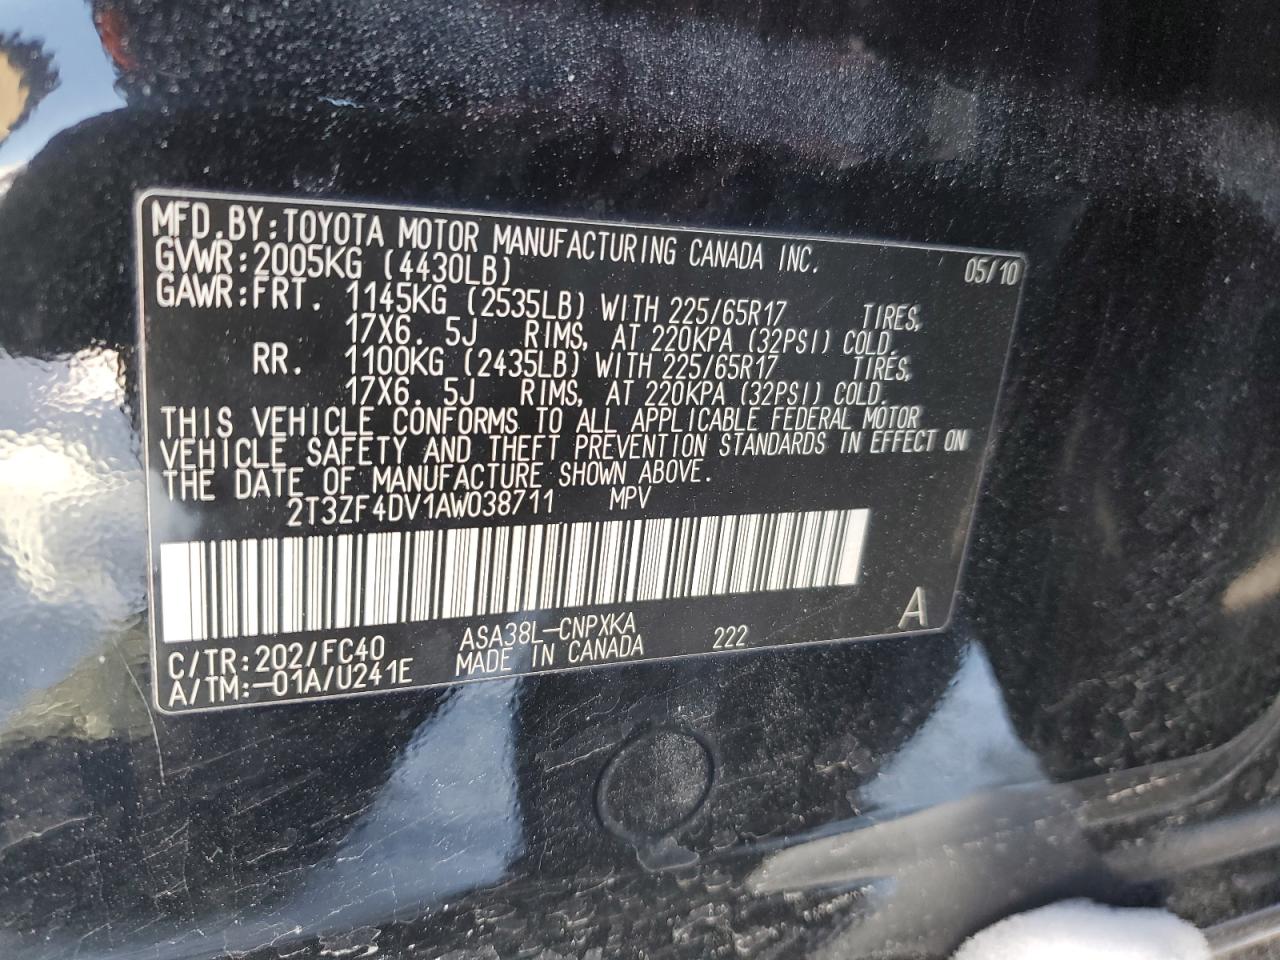 MFD.BY:TOYOTA MOTOR MANUFACTURING CANADA INC.
GVWR:2005KG (4430LB) 05/10
GAWR:FRT. 1145KG (2535LB) WITH 225/65R17 TIRES,
17X6. 5J RIMS, AT 220KPA (32PSI) COLD.
RR. 1100KG (2435LB) WITH 225/65R17 TIRES,
17X6. 5J RIMS, AT 220KPA (32PSI) COLD.
THIS VEHICLE CONFORMS TO ALL APPLICABLE FEDERAL MOTOR
VEHICLE SAFETY AND THEFT PREVENTION STANDARDS IN EFFECT ON
THE DATE OF MANUFACTURE SHOWN ABOVE.
2T3ZF4DV1AW038711 MPV
A
C/TR:202/FC40 ASA38L-CNPXKA 222
A/TM:-01A/U241E MADE IN CANADA